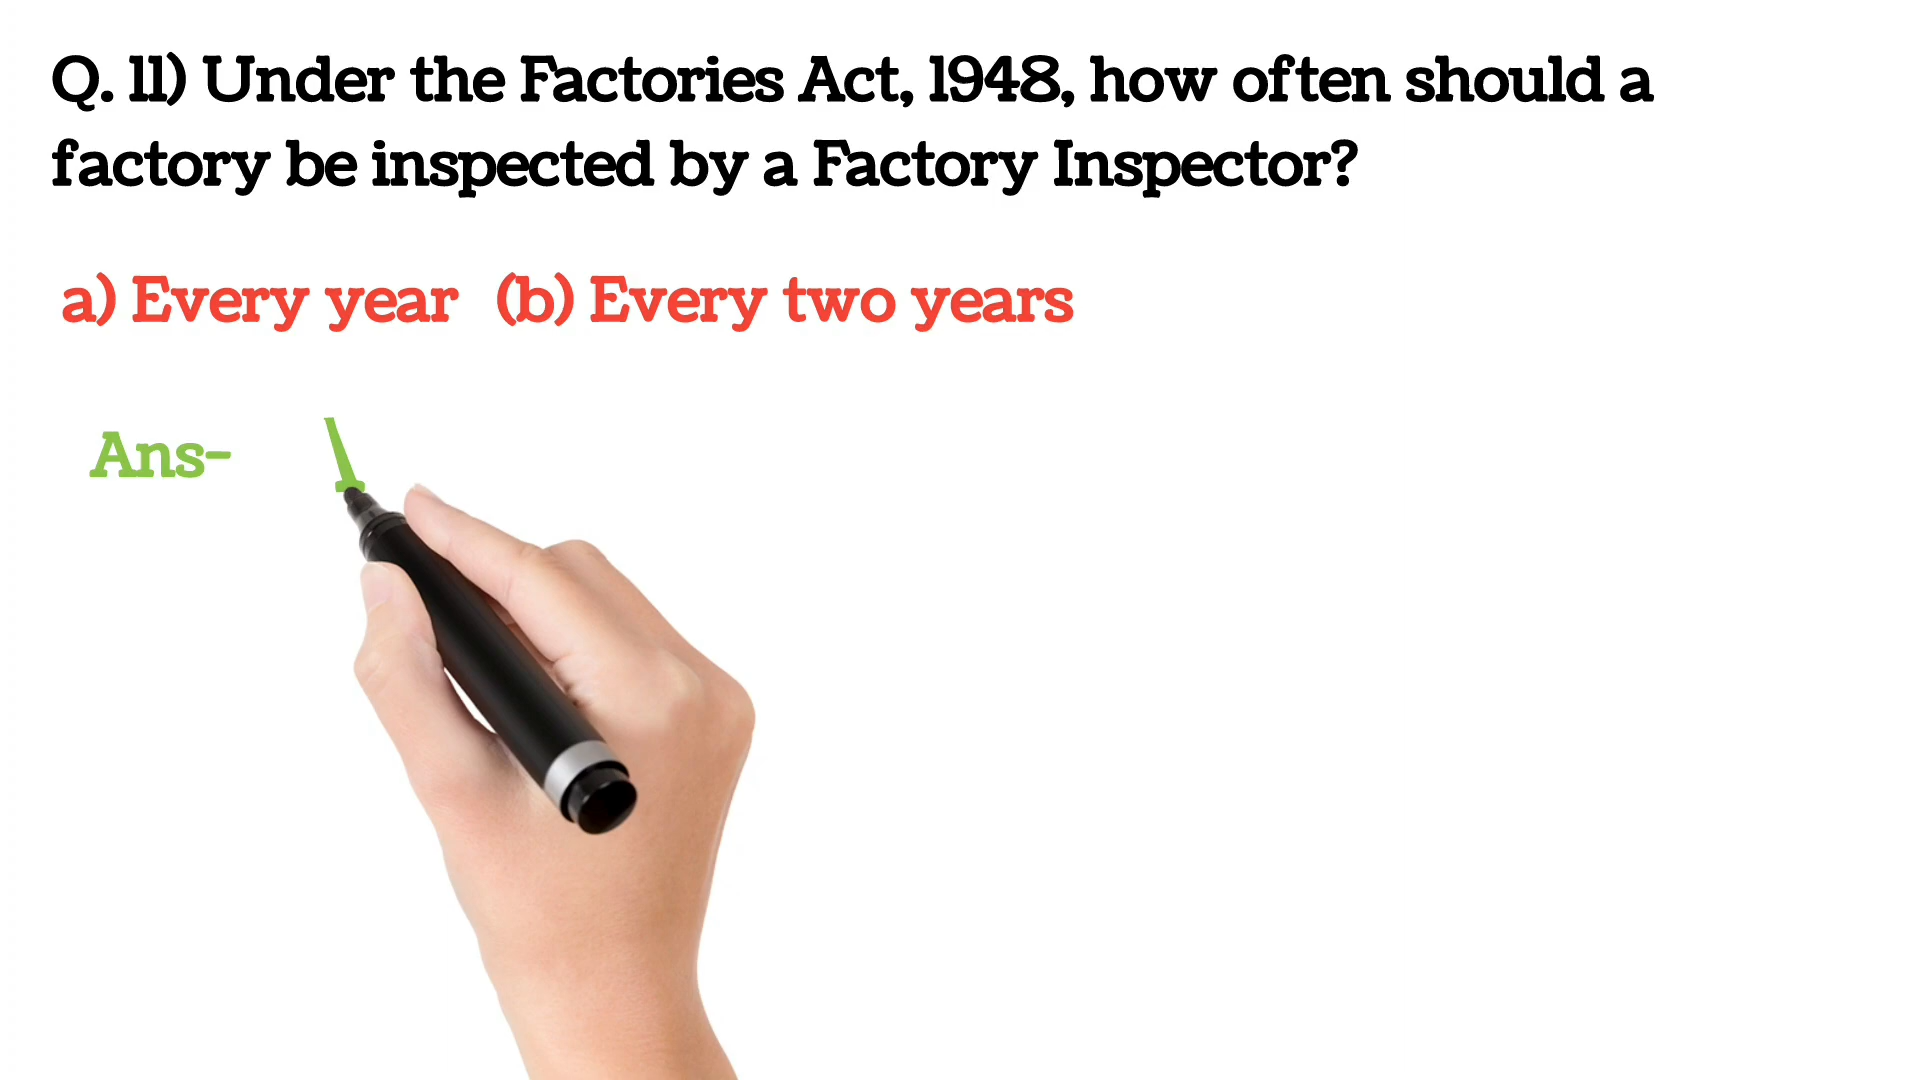 Q. 11) Under the Factories Act, 1948, how often should a
factory be inspected by a Factory Inspector?
a) Every year (b) Every two years
Ans-